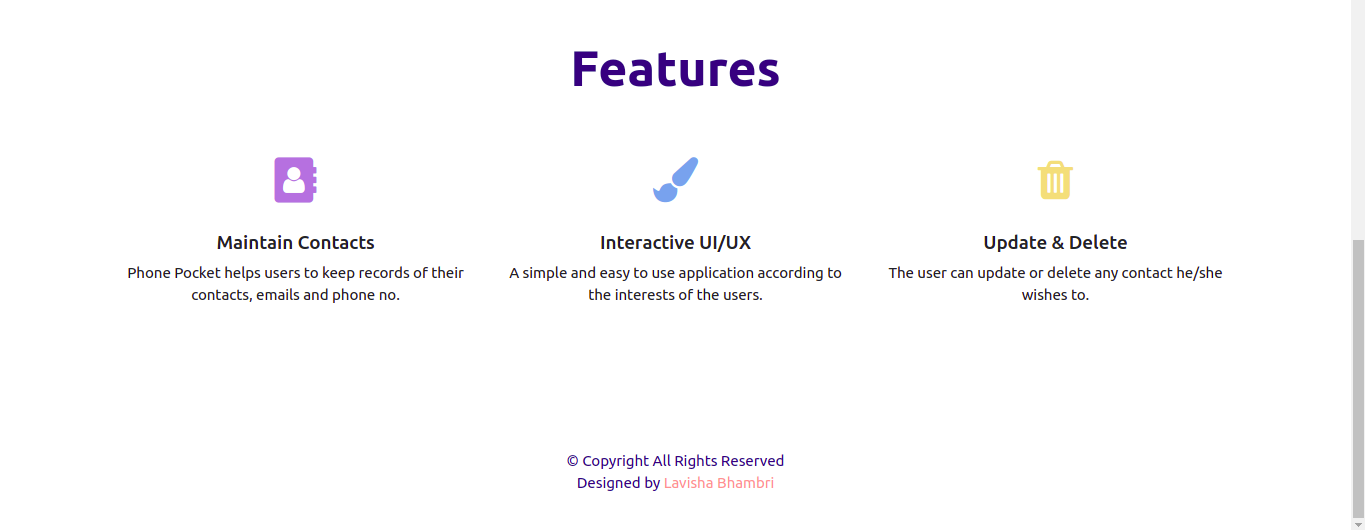 Features
Maintain Contacts
Phone Pocket helps users to keep records of their
contacts, emails and phone no.
Interactive UI/UX
A simple and easy to use application according to
the interests of the users.
Update & Delete
The user can update or delete any contact he/she
wishes to.
© Copyright All Rights Reserved
Designed by Lavisha Bhambri